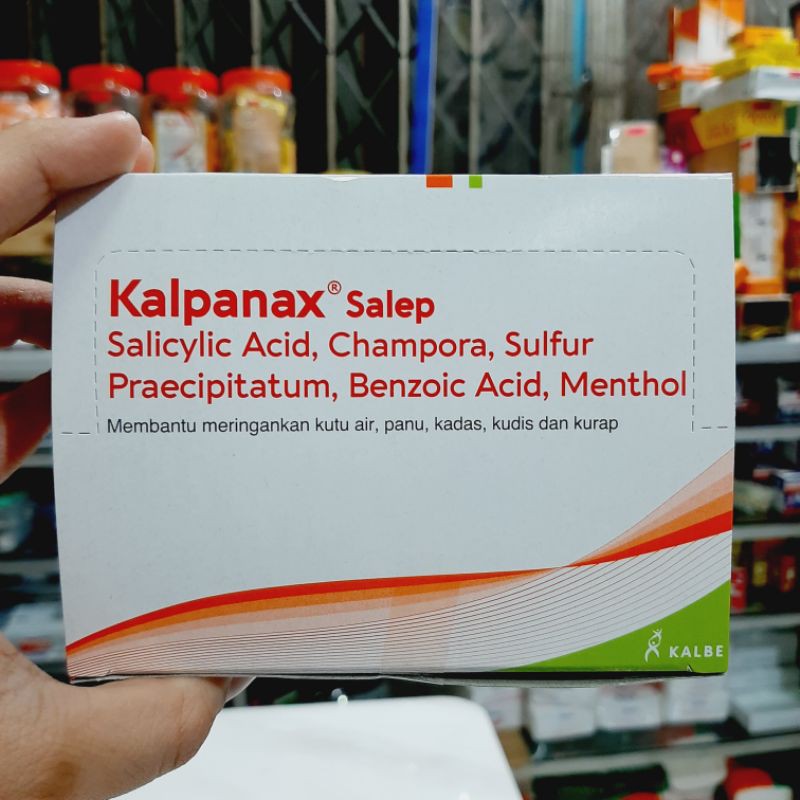 Kalpanax® Salep
Salicylic Acid, Champora, Sulfur
Praecipitatum, Benzoic Acid, Menthol
Membantu meringankan kutu air, panu, kadas, kudis dan kurap
KALBE